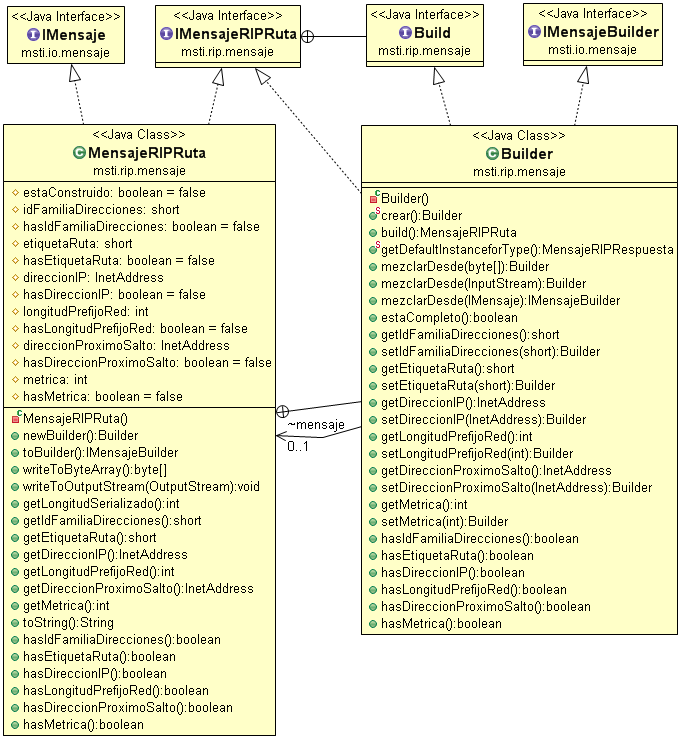 <<Java Interface>>
IMensaje
msti.io.mensaje
<<Java Interface>>
IMensajeRIPRuta
msti.rip.mensaje
<<Java Interface>>
Build
msti.rip.mensaje
<<Java Interface>>
IMensajeBuilder
msti.io.mensaje
<<Java Class>>
MensajeRIPRuta
msti.rip.mensaje
estaConstruido: boolean = false
idFamiliaDirecciones: short
hasIdFamiliaDirecciones: boolean = false
etiquetaRuta: short
hasEtiquetaRuta: boolean = false
direccionIP: InetAddress
hasDireccionIP: boolean = false
longitudPrefijoRed: int
hasLongitudPrefijoRed: boolean = false
direccionProximoSalto: InetAddress
hasDireccionProximoSalto: boolean = false
metrica: int
hasMetrica: boolean = false
MensajeRIPRuta()
newBuilder():Builder
toBuilder():IMensajeBuilder
writeToByteArray():byte[]
writeToOutputStream(OutputStream):void
getLongitudSerializado():int
getIdFamiliaDirecciones():short
getEtiquetaRuta():short
getDireccionIP():InetAddress
getLongitudPrefijoRed():int
getDireccionProximoSalto():InetAddress
getMetrica():int
toString():String
hasIdFamiliaDirecciones():boolean
hasEtiquetaRuta():boolean
hasDireccionIP():boolean
hasLongitudPrefijoRed():boolean
hasDireccionProximoSalto():boolean
hasMetrica():boolean
~mensaje
0..1
<<Java Class>>
Builder
msti.rip.mensaje
Builder()
crear():Builder
build():MensajeRIPRuta
getDefaultInstanceforType():MensajeRIPRespuesta
mezclarDesde(byte[]):Builder
mezclarDesde(InputStream):Builder
mezclarDesde(IMensaje):IMensajeBuilder
estaCompleto():boolean
getIdFamiliaDirecciones():short
setIdFamiliaDirecciones(short):Builder
getEtiquetaRuta():short
setEtiquetaRuta(short):Builder
getDireccionIP():InetAddress
setDireccionIP(InetAddress):Builder
getLongitudPrefijoRed():int
setLongitudPrefijoRed(int):Builder
getDireccionProximoSalto():InetAddress
setDireccionProximoSalto(InetAddress):Builder
getMetrica():int
setMetrica(int):Builder
hasIdFamiliaDirecciones():boolean
hasEtiquetaRuta():boolean
hasDireccionIP():boolean
hasLongitudPrefijoRed():boolean
hasDireccionProximoSalto():boolean
hasMetrica():boolean